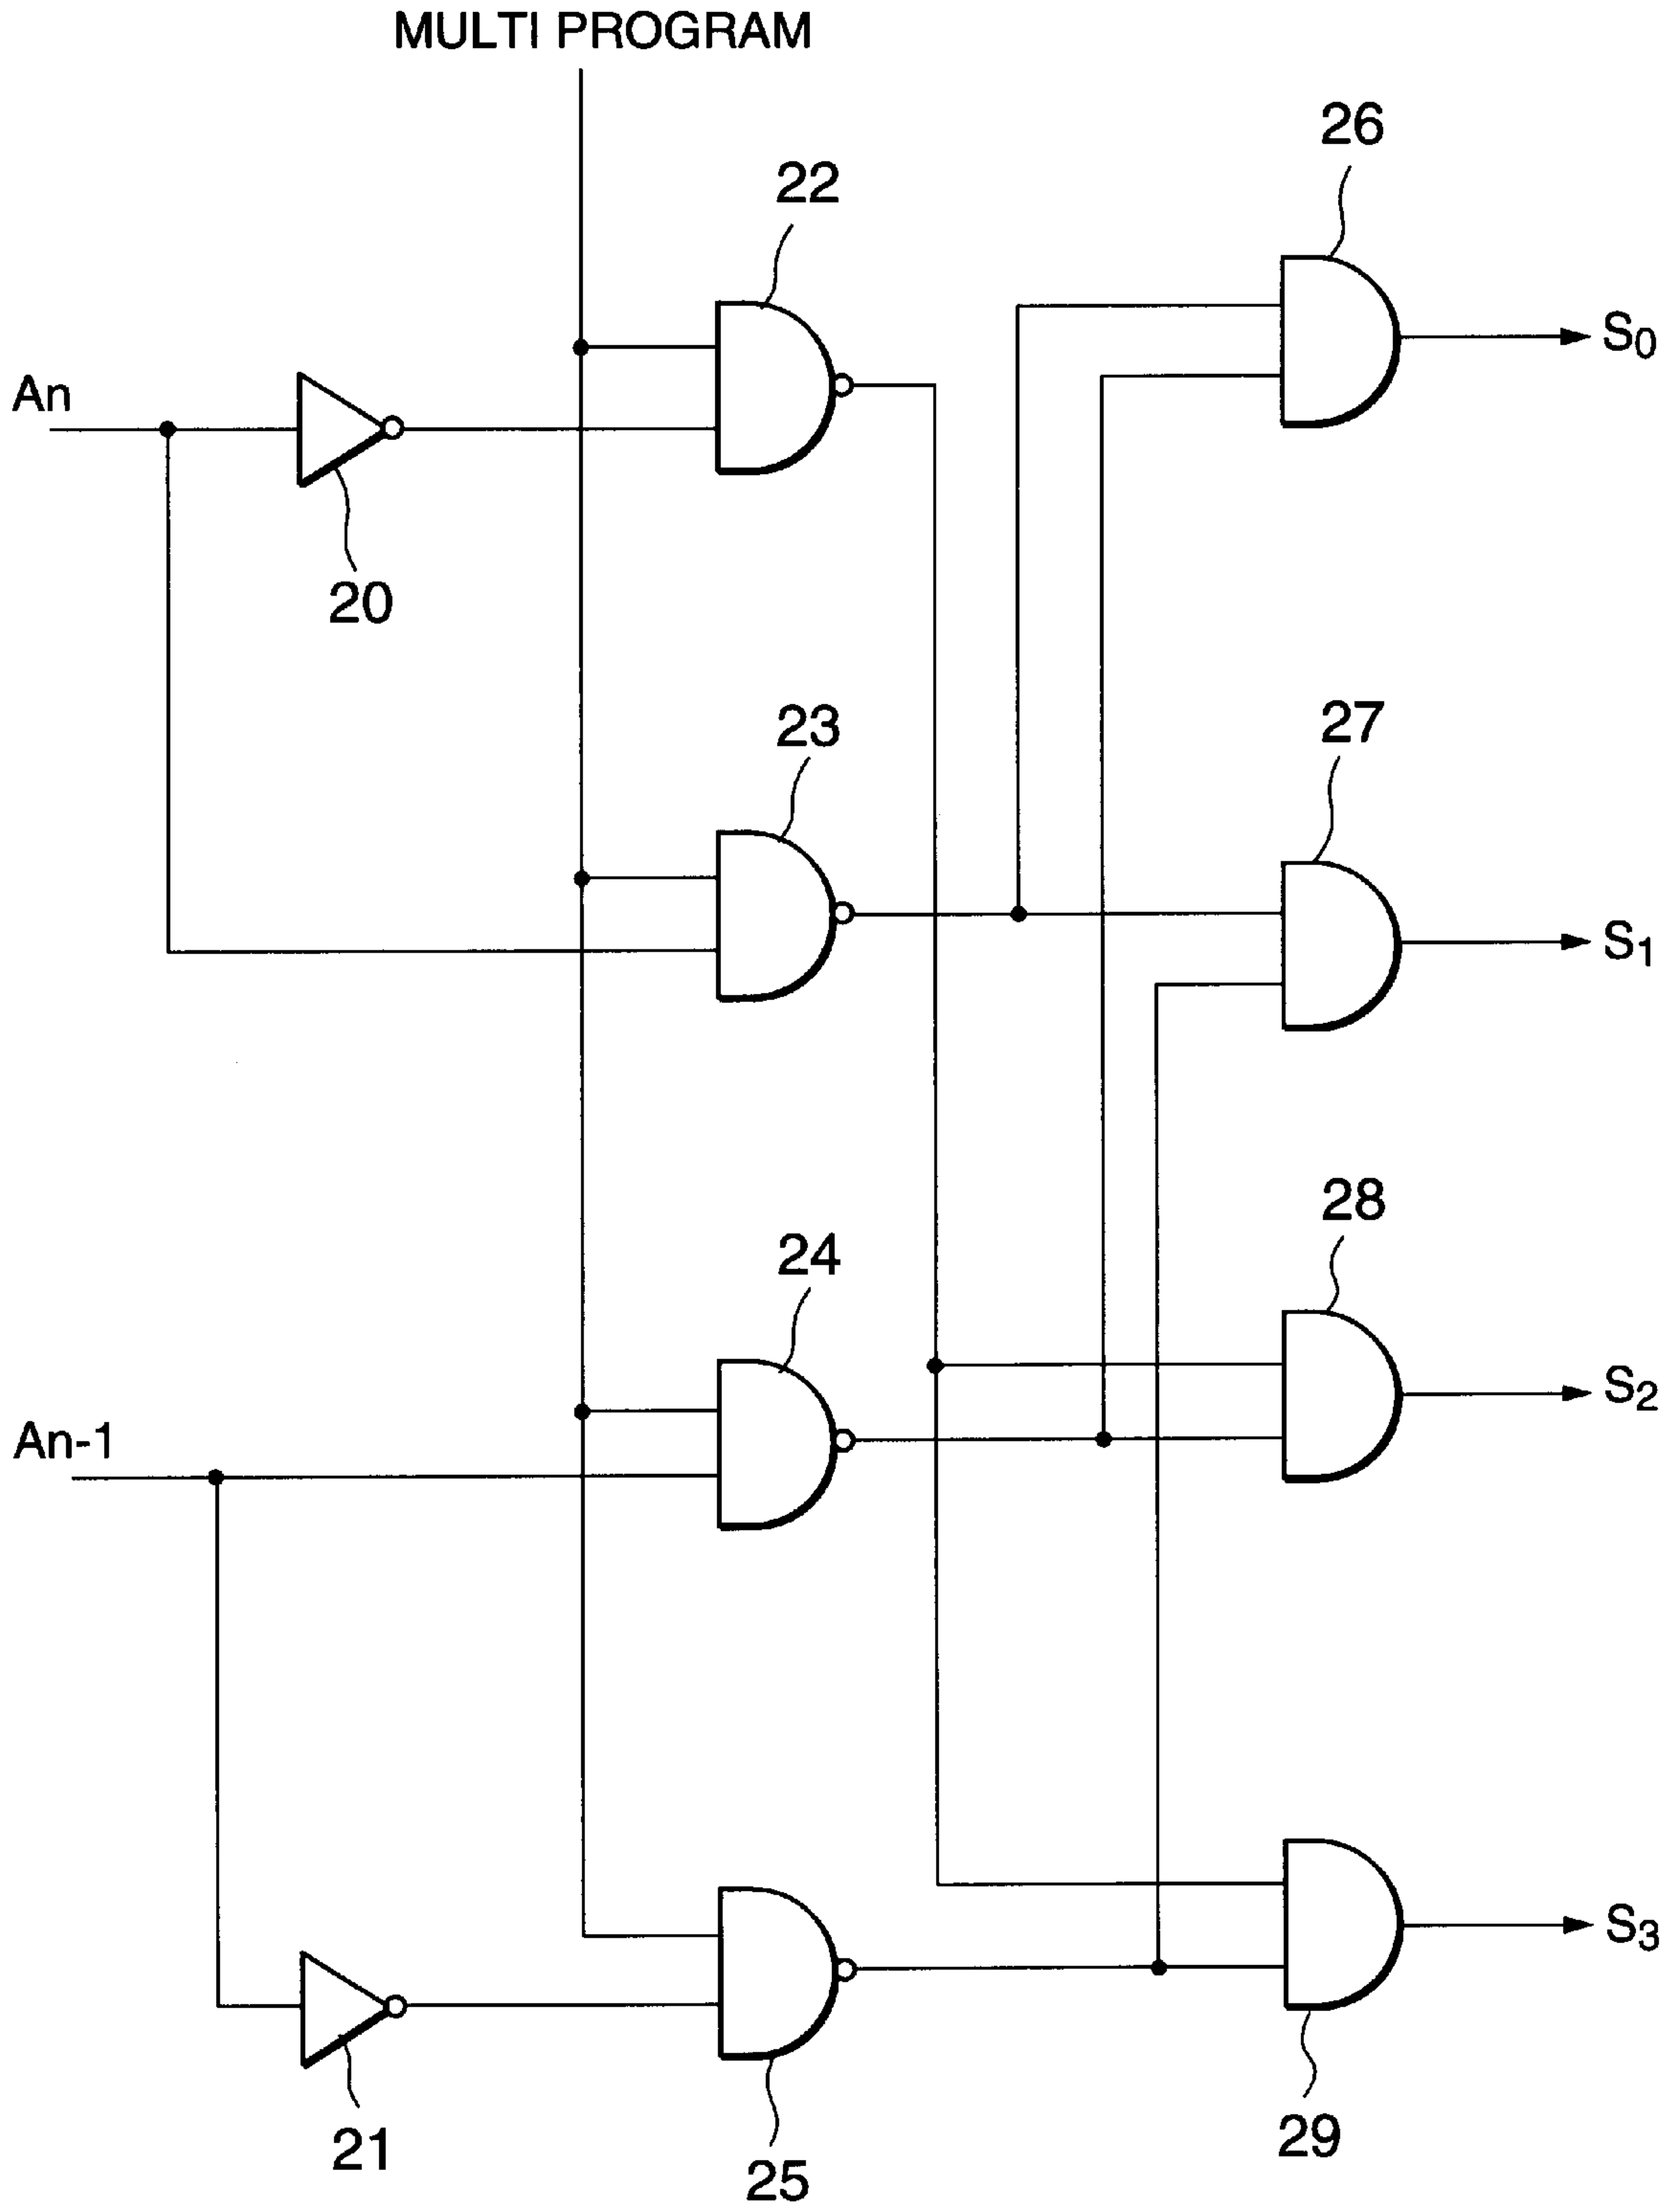 MULTI PROGRAM
26
22
S0
An
20
23
27
S1
28
24
S2
An-1
S3
21
29
25